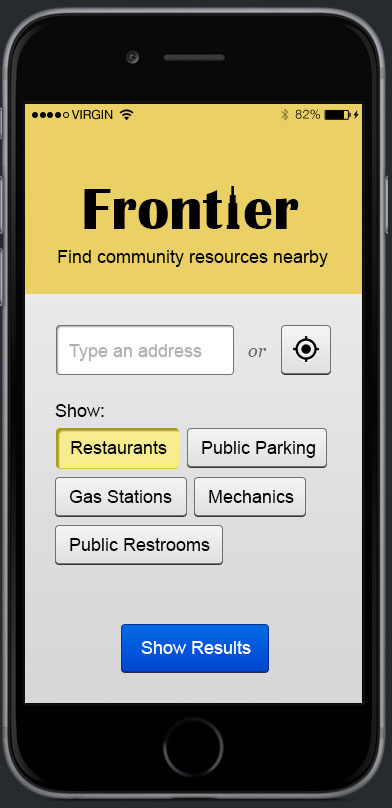 VIRGIN 82%
Frontier
Find community resources nearby
Type an address or
Show:
Restaurants Public Parking
Gas Stations Mechanics
Public Restrooms
Show Results